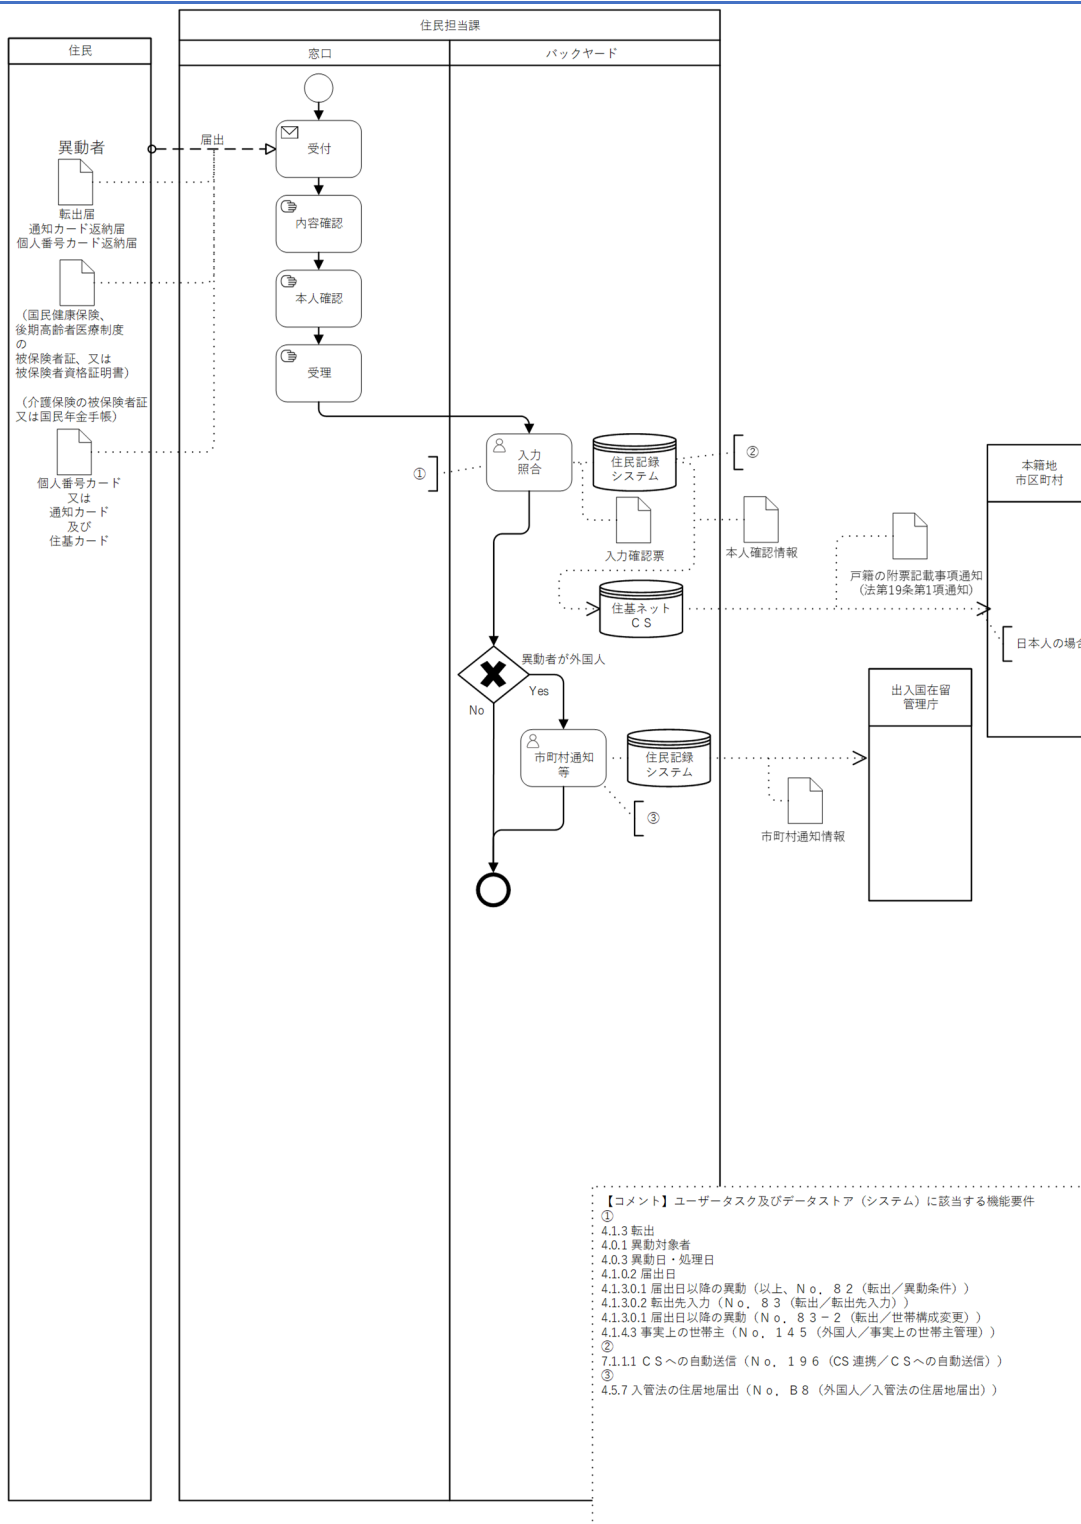 住民担当課
住民
窓口
バックヤード
異動者
届出
受付
転出届
通知カード返納届
個人番号カード返納届
内容確認
本人確認
（国民健康保険、
後期高齢者医療制度
の
被保険者証、又は
被保険者資格証明書）
受理
（介護保険の被保険者証
又は国民年金手帳）
個人番号カード
又は
通知カード
及び
住基カード
①
入力
照合
住民記録
システム
②
入力確認票
本人確認情報
本籍地
市区町村
戸籍の附票記載事項通知
（法第19条第1項通知）
住基ネット
ＣＳ
日本人の場合
異動者が外国人
Yes
No
市町村通知
等
住民記録
システム
③
出入国在留
管理庁
市町村通知情報
【コメント】ユーザータスク及びデータストア（システム）に該当する機能要件
①
4.1.3 転出
4.0.1 異動対象者
4.0.3 異動日・処理日
4.1.0.2 届出日
4.1.3.0.1 届出日以降の異動（以上、Ｎｏ．８２（転出／異動条件））
4.1.3.0.2 転出先入力（Ｎｏ．８３（転出／転出先入力））
4.1.3.0.1 届出日以降の異動（Ｎｏ．８３－２（転出／世帯構成変更））
4.1.4.3 事実上の世帯主（Ｎｏ．１４５（外国人／事実上の世帯主管理））
②
7.1.1.1 ＣＳへの自動送信（Ｎｏ．１９６（CS 連携／ＣＳへの自動送信））
③
4.5.7 入管法の住居地届出（Ｎｏ．Ｂ８（外国人／入管法の住居地届出））